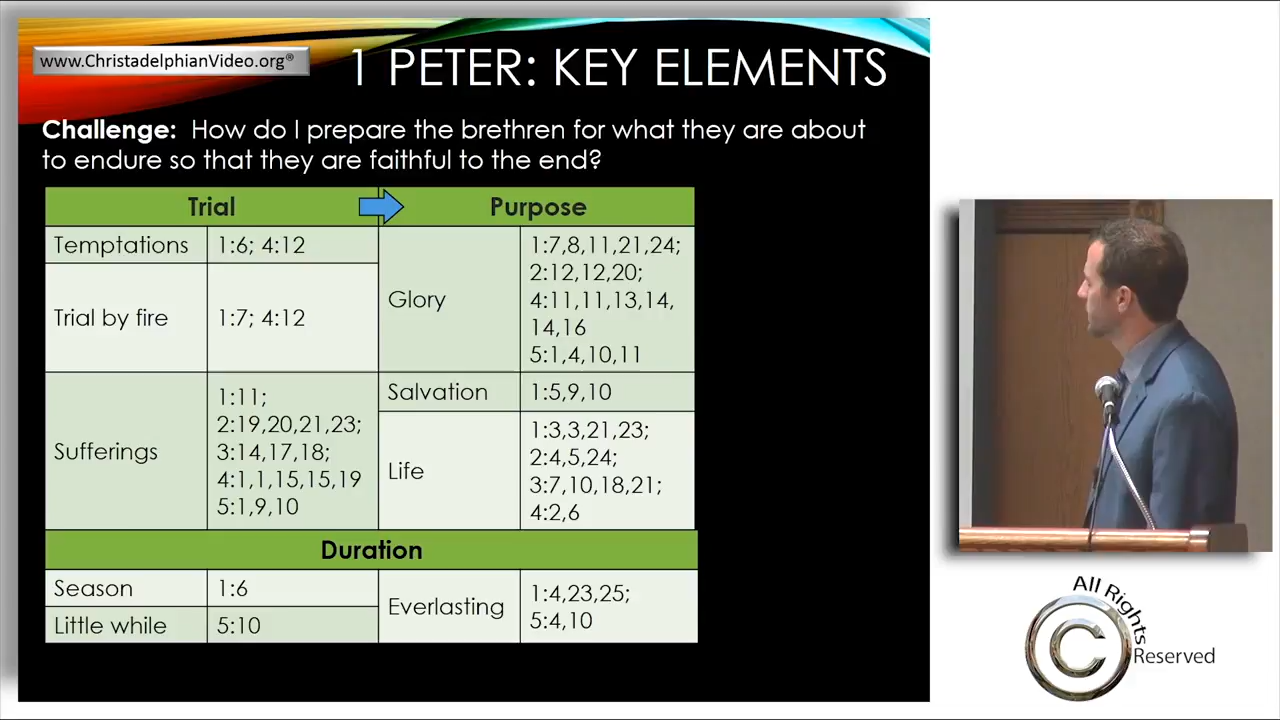 www.ChristadelphianVideo.org®
1 PETER: KEY ELEMENTS
Challenge: How do I prepare the brethren for what they are about
to endure so that they are faithful to the end?
Trial
Purpose
Temptations
1:6; 4:12
Trial by fire
1:7; 4:12
Glory
1:7,8,11,21,24;
2:12,12,20;
4:11,11,13,14,
14,16
5:1,4,10,11
Sufferings
1:11;
2:19,20,21,23;
3:14,17,18;
4:1,1,15,15,19
5:1,9,10
Salvation
1:5,9,10
Life
1:3,3,21,23;
2:4,5,24;
3:7,10,18,21;
4:2,6
Duration
Season
1:6
Little while
5:10
Everlasting
1:4,23,25;
5:4,10
All Rights
C
Reserved